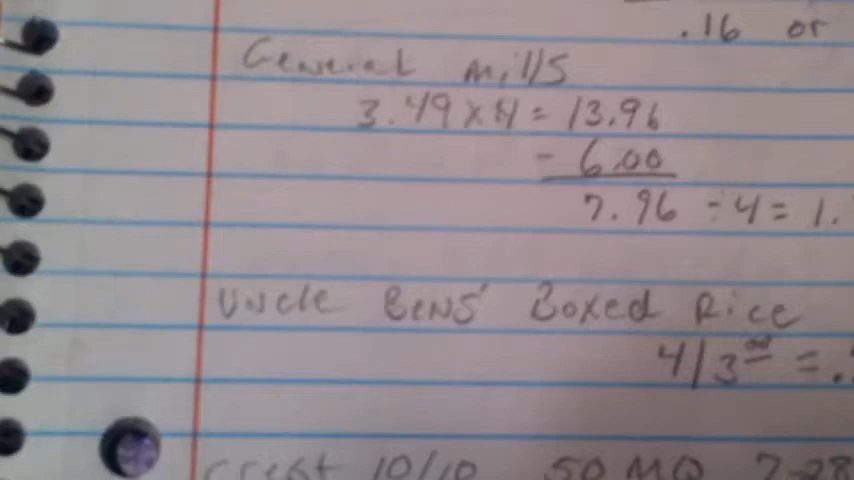 .16 or
General Mills
3.49 x 4 = 13.96
- 6.00
7.96 ÷ 4 = 1.
Uncle Bens' Boxed Rice
4/3⁰⁰ = .
Crest 10/10 50 MQ 7-28